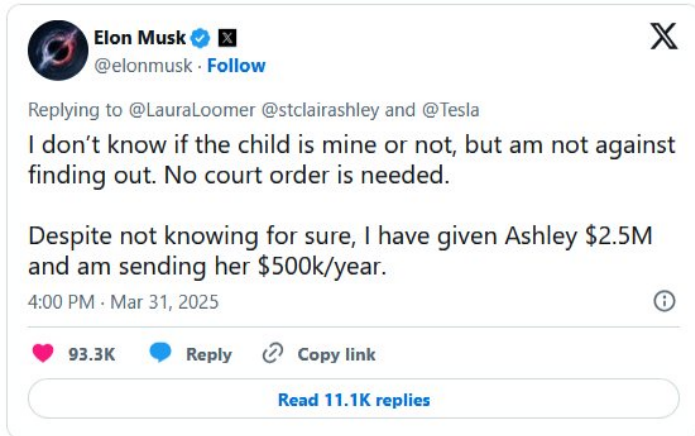 Elon Musk
@elonmusk · Follow
Replying to @LauraLoomer @stclairashley and @Tesla
I don’t know if the child is mine or not, but am not against
finding out. No court order is needed.
Despite not knowing for sure, I have given Ashley $2.5M
and am sending her $500k/year.
4:00 PM · Mar 31, 2025
93.3K Reply Copy link
Read 11.1K replies